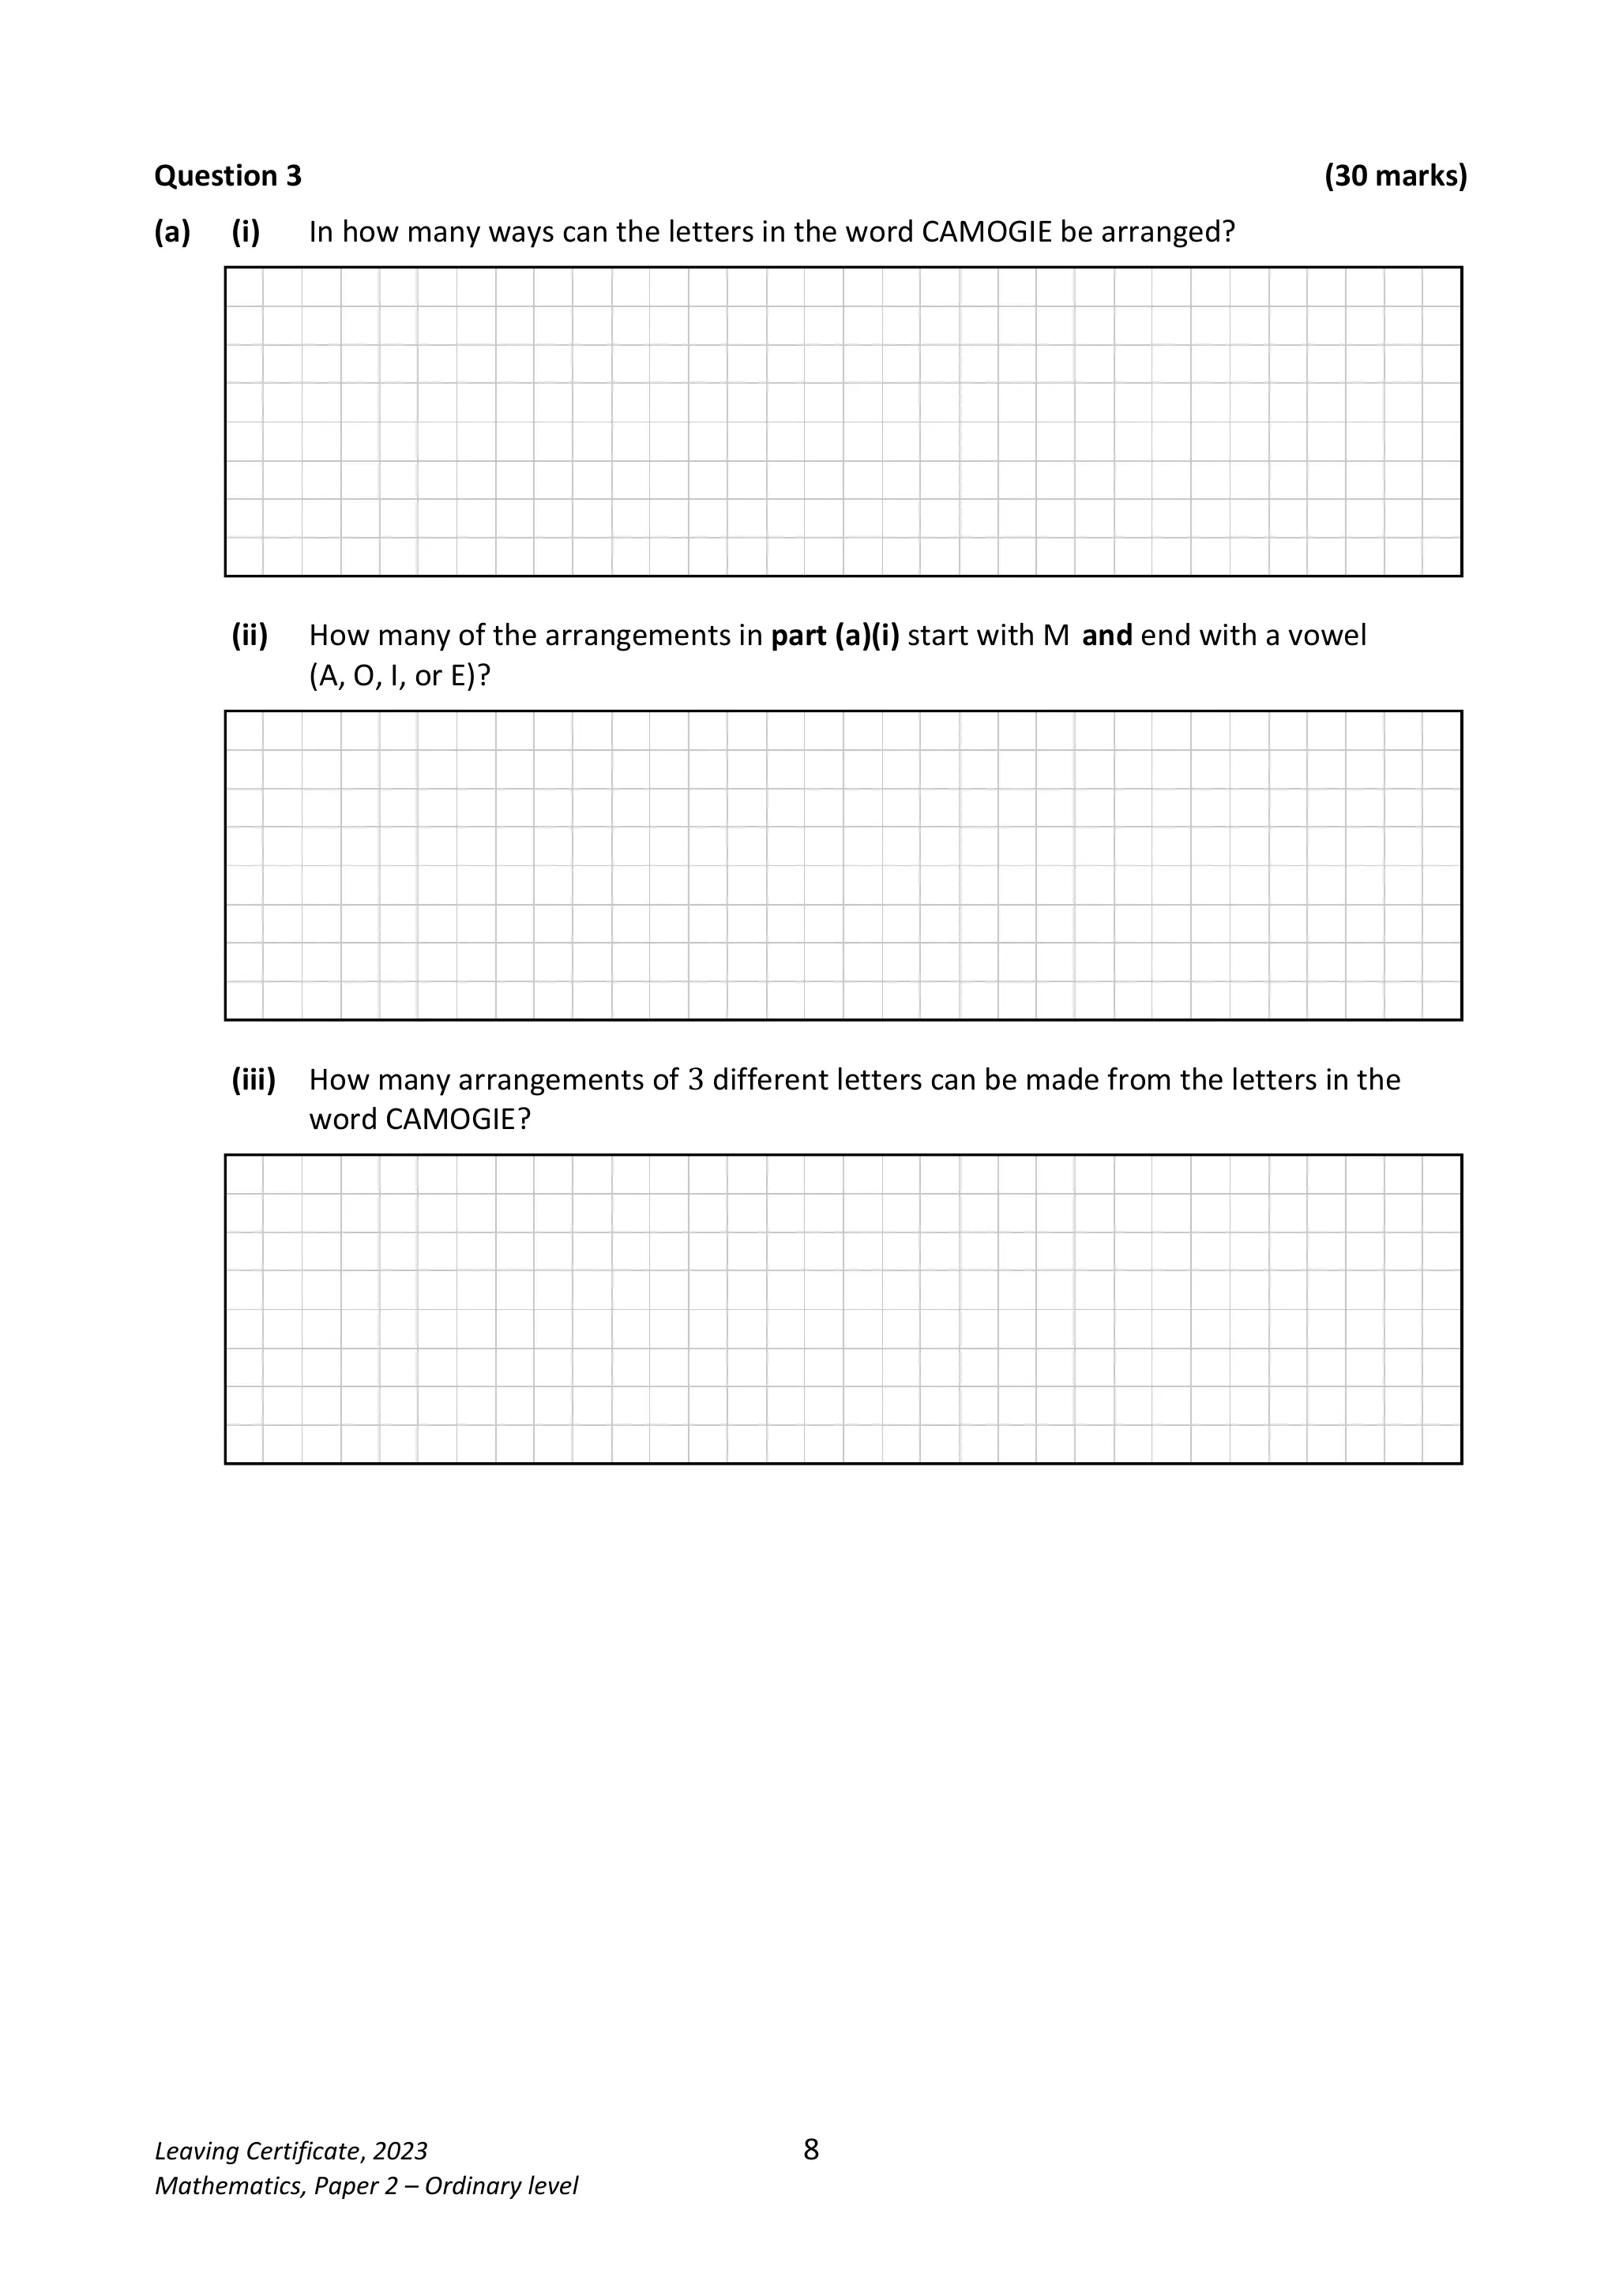 Question 3 (30 marks)
(a) (i) In how many ways can the letters in the word CAMOGIE be arranged?
(ii) How many of the arrangements in part (a)(i) start with M and end with a vowel
(A, O, I, or E)?
(iii) How many arrangements of 3 different letters can be made from the letters in the
word CAMOGIE?
Leaving Certificate, 2023 8
Mathematics, Paper 2 – Ordinary level